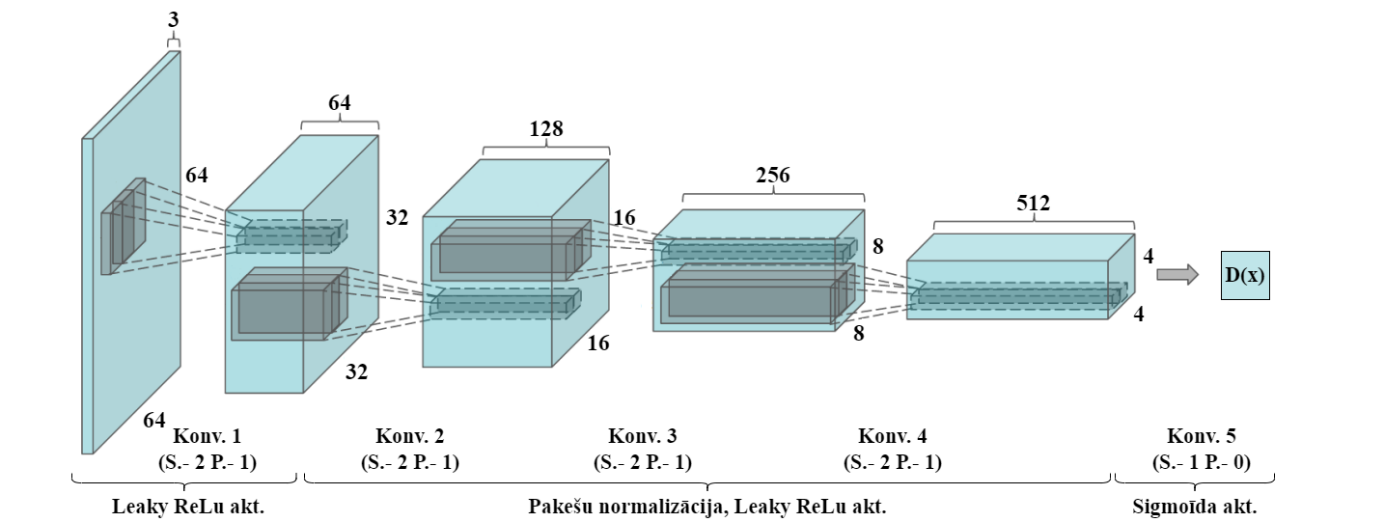 3
64
64
64
32
32
128
16
16
256
8
8
512
4
4
D(x)
Konv. 1
(S.- 2 P.- 1)
Konv. 2
(S.- 2 P.- 1)
Konv. 3
(S.- 2 P.- 1)
Konv. 4
(S.- 2 P.- 1)
Konv. 5
(S.- 1 P.- 0)
Leaky ReLu akt.
Pakešu normalizācija, Leaky ReLu akt.
Sigmoīda akt.